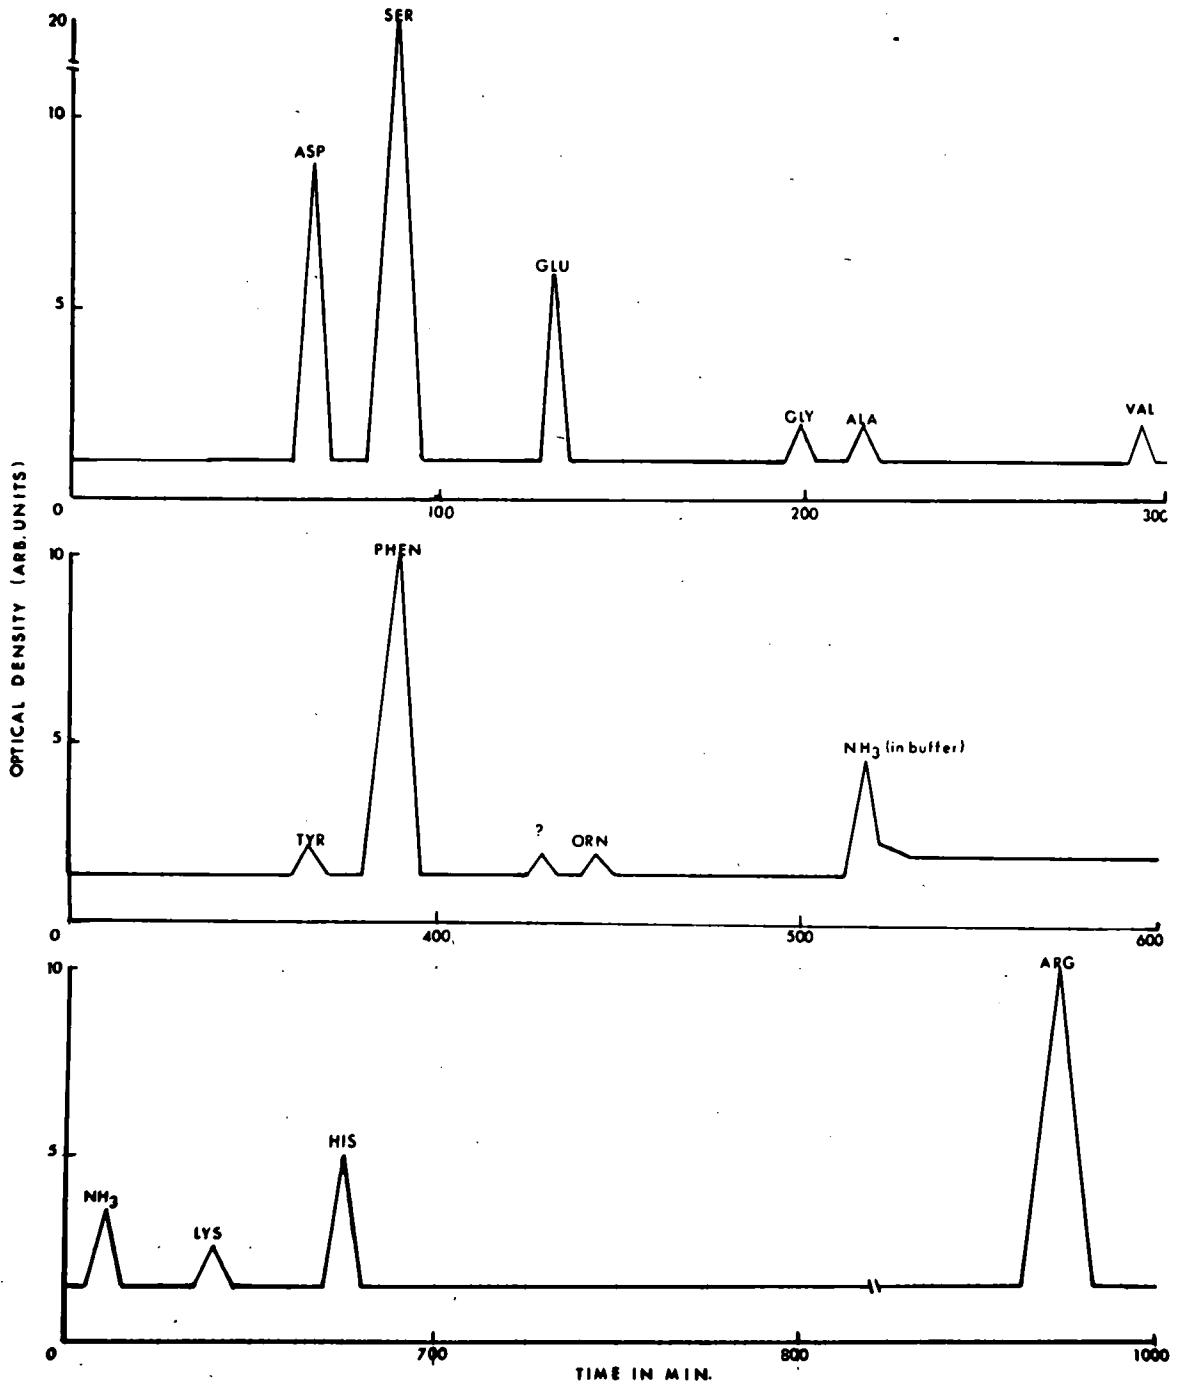 20
SER
10
ASP
GLU
5
GLY
ALA
VAL
0
100
200
300
OPTICAL DENSITY (ARB. UNITS)
10
PHEN
5
NH3 (in buffer)
TYR
?
ORN
0
400
500
600
10
ARG
5
HIS
NH3
LYS
0
700
800
1000
TIME IN MIN.